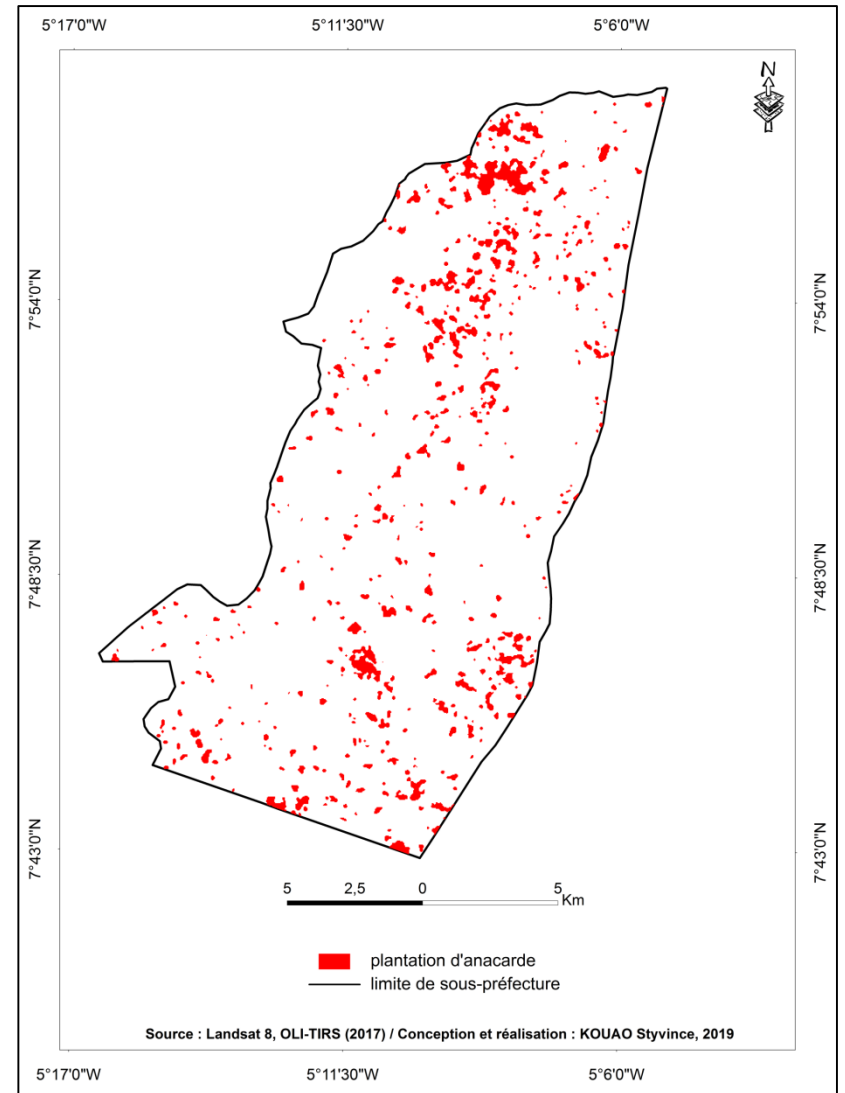 5°17'0"W 5°11'30"W 5°6'0"W
N
7°54'0"N 7°54'0"N
7°48'30"N 7°48'30"N
7°43'0"N 7°43'0"N
5 2,5 0 5
Km
plantation d'anacarde
limite de sous-préfecture
Source : Landsat 8, OLI-TIRS (2017) / Conception et réalisation : KOUAO Styvince, 2019
5°17'0"W 5°11'30"W 5°6'0"W